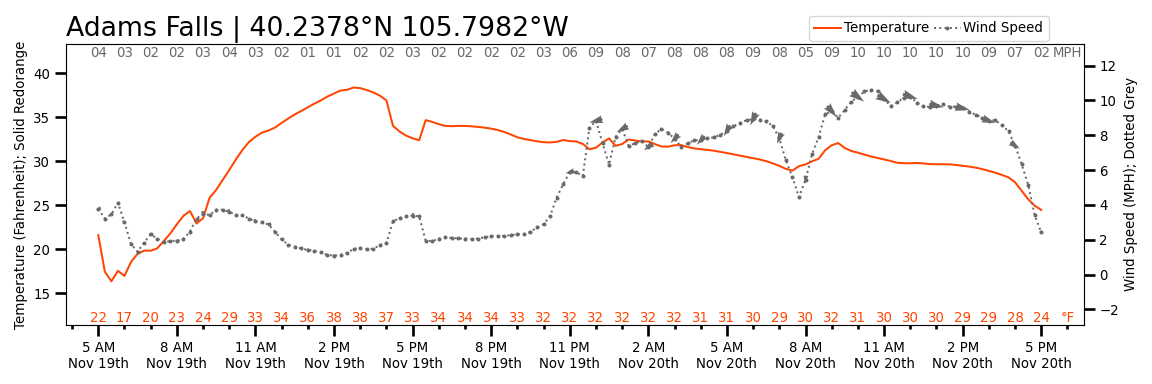 Adams Falls | 40.2378°N 105.7982°W
Temperature Wind Speed
04 03 02 02 03 04 03 02 01 01 02 02 03 03 02 02 02 03 06 09 08 07 08 08 08 09 08 05 09 10 10 10 10 10 09 07 02 MPH
Temperature (Fahrenheit); Solid Redorange
40
35
30
25
20
15
12
10
8
6
4
2
0
−2
Wind Speed (MPH); Dotted Grey
22 17 20 23 24 29 33 34 36 38 38 37 33 34 34 34 33 32 32 32 32 32 32 31 31 30 29 30 32 31 30 30 30 29 29 28 24 °F
5 AM 8 AM 11 AM 2 PM 5 PM 8 PM 11 PM 2 AM 5 AM 8 AM 11 AM 2 PM 5 PM
Nov 19th Nov 19th Nov 19th Nov 19th Nov 19th Nov 19th Nov 19th Nov 20th Nov 20th Nov 20th Nov 20th Nov 20th Nov 20th